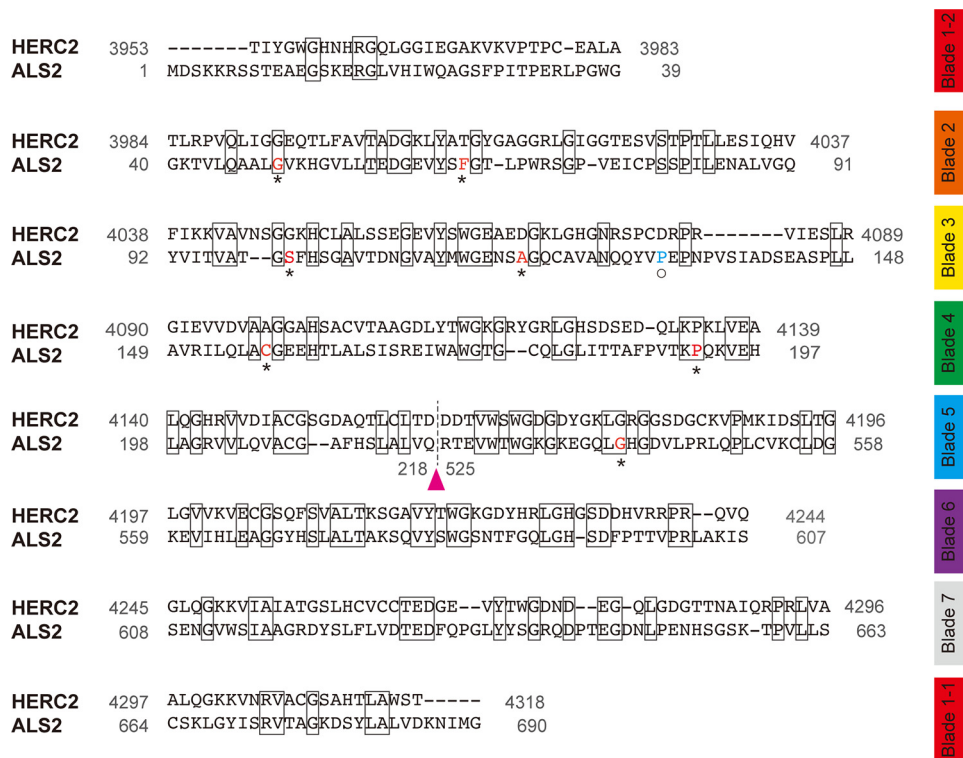 HERC2 3953 -------TIYGWGHNHRGQLGGIEGAKVKVPTPC-EALA 3983
ALS2 1 MDSKKRSSTEAEGSKERGLVHIWQAGSFPITPERLPGWG 39
Blade 1-2
HERC2 3984 TLRPVQLIGGEQTLFAVTADGKLYATGYGAGGRLGIGGTESVSTPTLLESIQHV 4037
ALS2 40 GKTVLQAALGVKHGVLLTEDGEVYSFGT-LPWRSGP-VEICPSSPILENALVGQ 91
* *
Blade 2
HERC2 4038 FIKKVAVNSGGKHCLALSSEGEVYSWGEAEDGKLGHGNRSPCDRPR-------VIESLR 4089
ALS2 92 YVITVAT--GSFHSGAVTDNGVAYMWGENSAGQCAVANQQYVPEPNPVSIADSEASPLL 148
* * ○
Blade 3
HERC2 4090 GIEVVDVAAGGAHSACVTAAGDLYTWGKGRYGRLGHSDSED-QLKPKLVEA 4139
ALS2 149 AVRILQLACGEEHTLALSISREIWAWGTG--CQLGLITTAFPVTKPQKVEH 197
* *
Blade 4
HERC2 4140 LQGHRVVDIACGSGDAQTLCLTDDDTVWSWGDGDYGKLGRGGSDGCKVPMKIDSLTG 4196
ALS2 198 LAGRVVLQVACG--AFHSLALVQRTEVWTWGKGKEGQLGHGDVLPRLQPLCVKCLDG 558
*
218 525
Blade 5
HERC2 4197 LGVVKVECGSQFSVALTKSGAVYTWGKGDYHRLGHGSDDHVRRPR--QVQ 4244
ALS2 559 KEVIHLEAGGYHSLALTAKSQVYSWGSNTFGQLGH-SDFPTTVPRLAKIS 607
Blade 6
HERC2 4245 GLQGKKVIAIATGSLHCVCCTEDGE--VYTWGDND--EG-QLGDGTTNAIQRPRLVA 4296
ALS2 608 SENGVWSIAAGRDYSLFLVDTEDFQPGLYYSGRQDPTEGDNLPENHSGSK-TPVLLS 663
Blade 7
HERC2 4297 ALQGKKVNRVACGSAHTLAWST----- 4318
ALS2 664 CSKLGYISRVTAGKDSYLALVDKNIMG 690
Blade 1-1